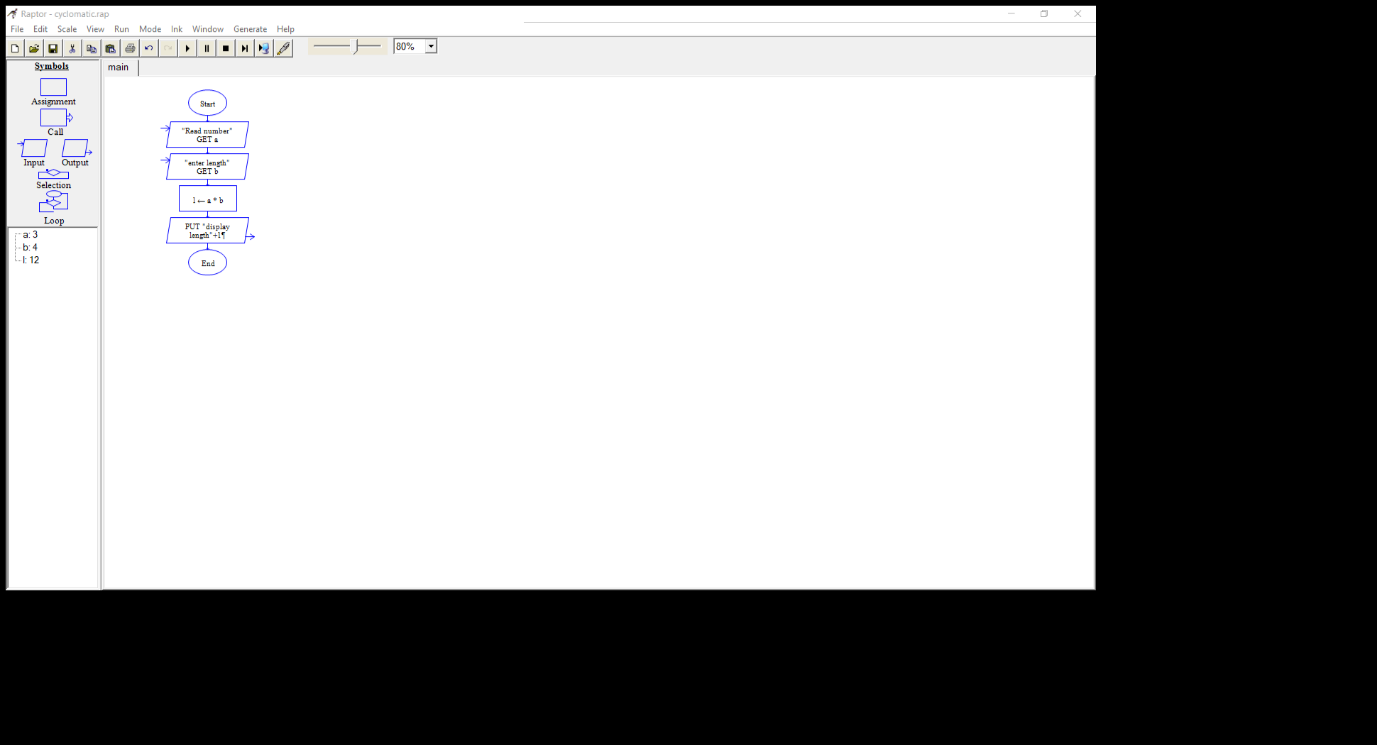 Raptor - cyclomatic.rap
File Edit Scale View Run Mode Ink Window Generate Help
80%
Symbols
Assignment
Call
Input Output
Selection
Loop
a: 3
b: 4
l: 12
main
Start
"Read number"
GET a
"enter length"
GET b
l ← a * b
PUT "display
length"+l¶
End